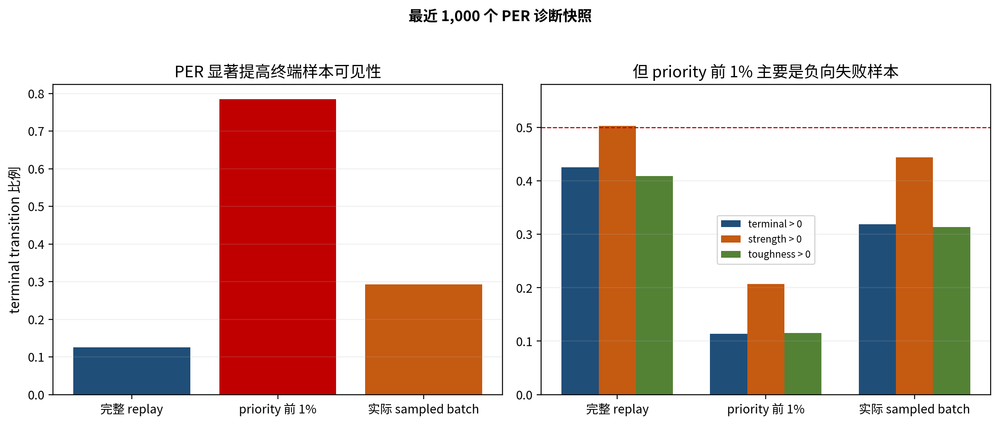 最近 1,000 个 PER 诊断快照
PER 显著提高终端样本可见性
terminal transition 比例
0.8
0.7
0.6
0.5
0.4
0.3
0.2
0.1
0.0
完整 replay
priority 前 1%
实际 sampled batch
但 priority 前 1% 主要是负向失败样本
0.5
0.4
0.3
0.2
0.1
0.0
terminal > 0
strength > 0
toughness > 0
完整 replay
priority 前 1%
实际 sampled batch